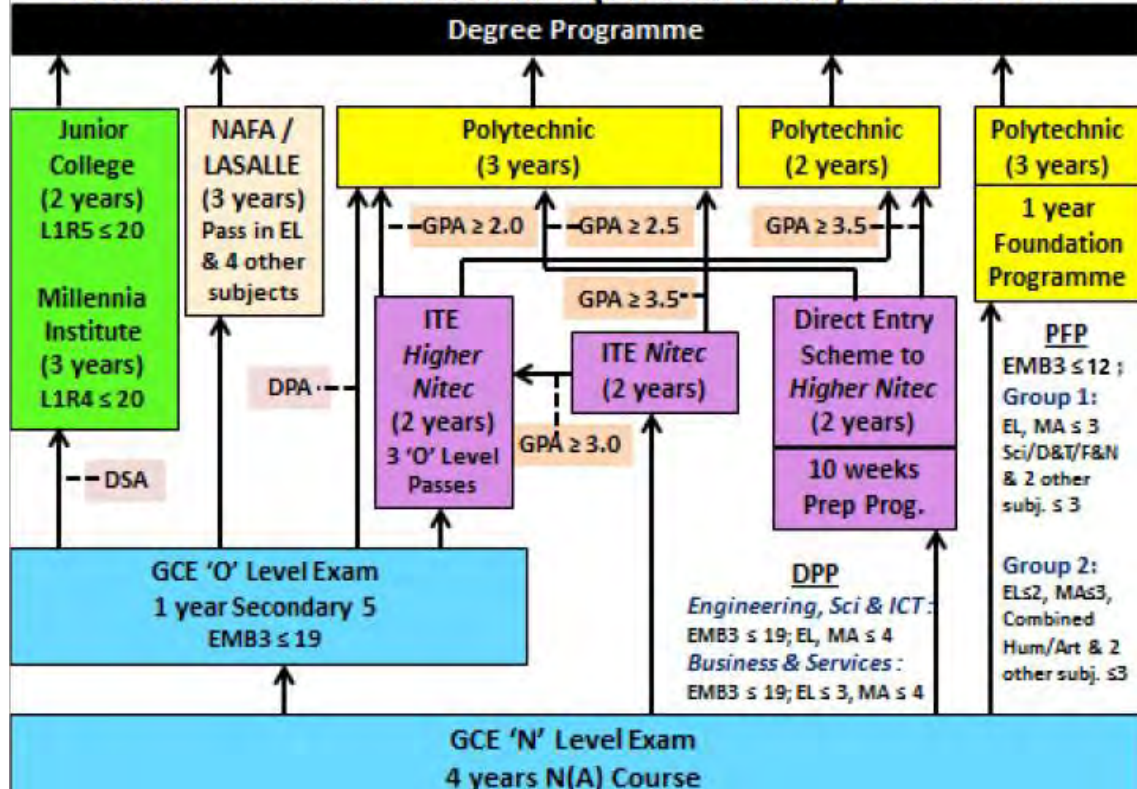 Degree Programme
Junior
College
(2 years)
L1R5 ≤ 20
Millennia
Institute
(3 years)
L1R4 ≤ 20
NAFA /
LASALLE
(3 years)
Pass in EL
& 4 other
subjects
Polytechnic
(3 years)
Polytechnic
(2 years)
Polytechnic
(3 years)
1 year
Foundation
Programme
GPA ≥ 2.0
GPA ≥ 2.5
GPA ≥ 3.5
GPA ≥ 3.5
ITE
Higher
Nitec
(2 years)
3 'O' Level
Passes
ITE Nitec
(2 years)
GPA ≥ 3.0
Direct Entry
Scheme to
Higher Nitec
(2 years)
10 weeks
Prep Prog.
DPA
DSA
PFP
EMB3 ≤ 12 ;
Group 1:
EL, MA ≤ 3
Sci/D&T/F&N
& 2 other
subj. ≤ 3
Group 2:
EL≤2, MA≤3,
Combined
Hum/Art & 2
other subj. ≤3
DPP
Engineering, Sci & ICT :
EMB3 ≤ 19; EL, MA ≤ 4
Business & Services :
EMB3 ≤ 19; EL ≤ 3, MA ≤ 4
GCE 'O' Level Exam
1 year Secondary 5
EMB3 ≤ 19
GCE 'N' Level Exam
4 years N(A) Course